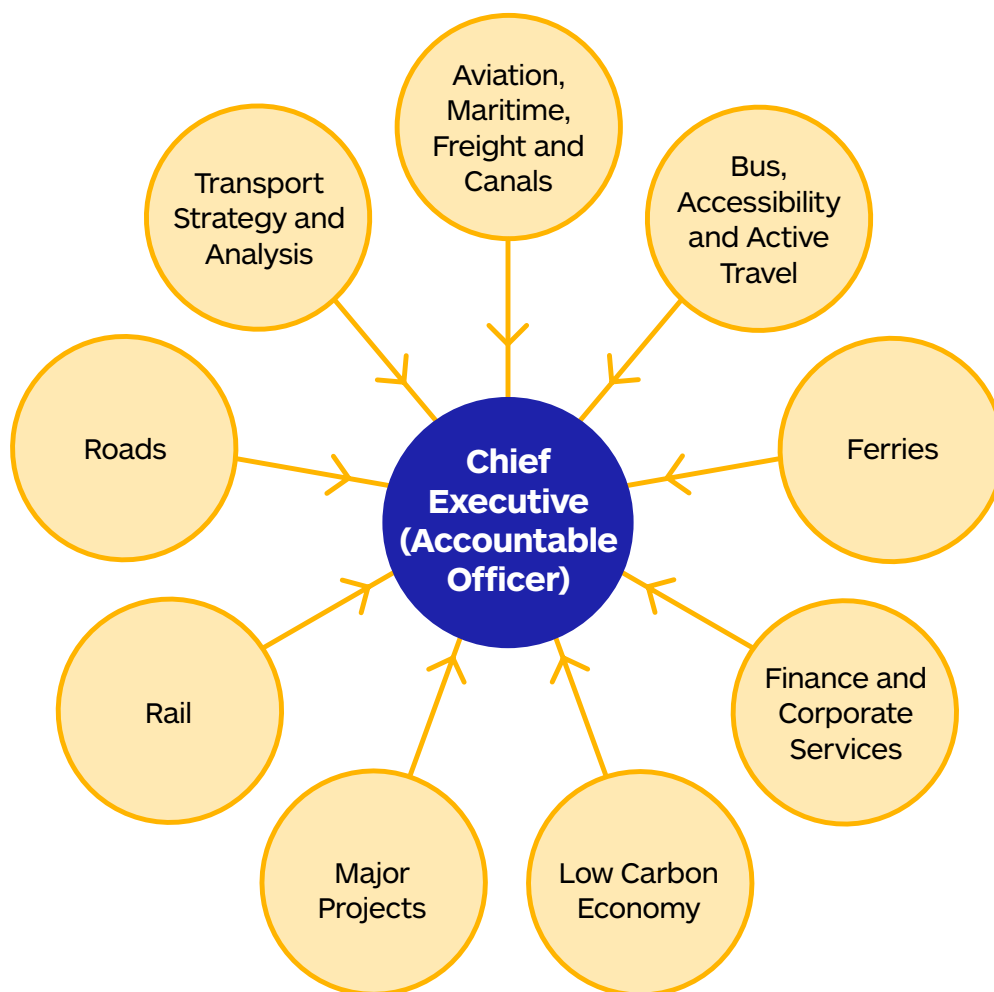 Aviation,
Maritime,
Freight and
Canals
Bus,
Accessibility
and Active
Travel
Transport
Strategy and
Analysis
Roads
Ferries
Chief
Executive
(Accountable
Officer)
Rail
Finance and
Corporate
Services
Major
Projects
Low Carbon
Economy